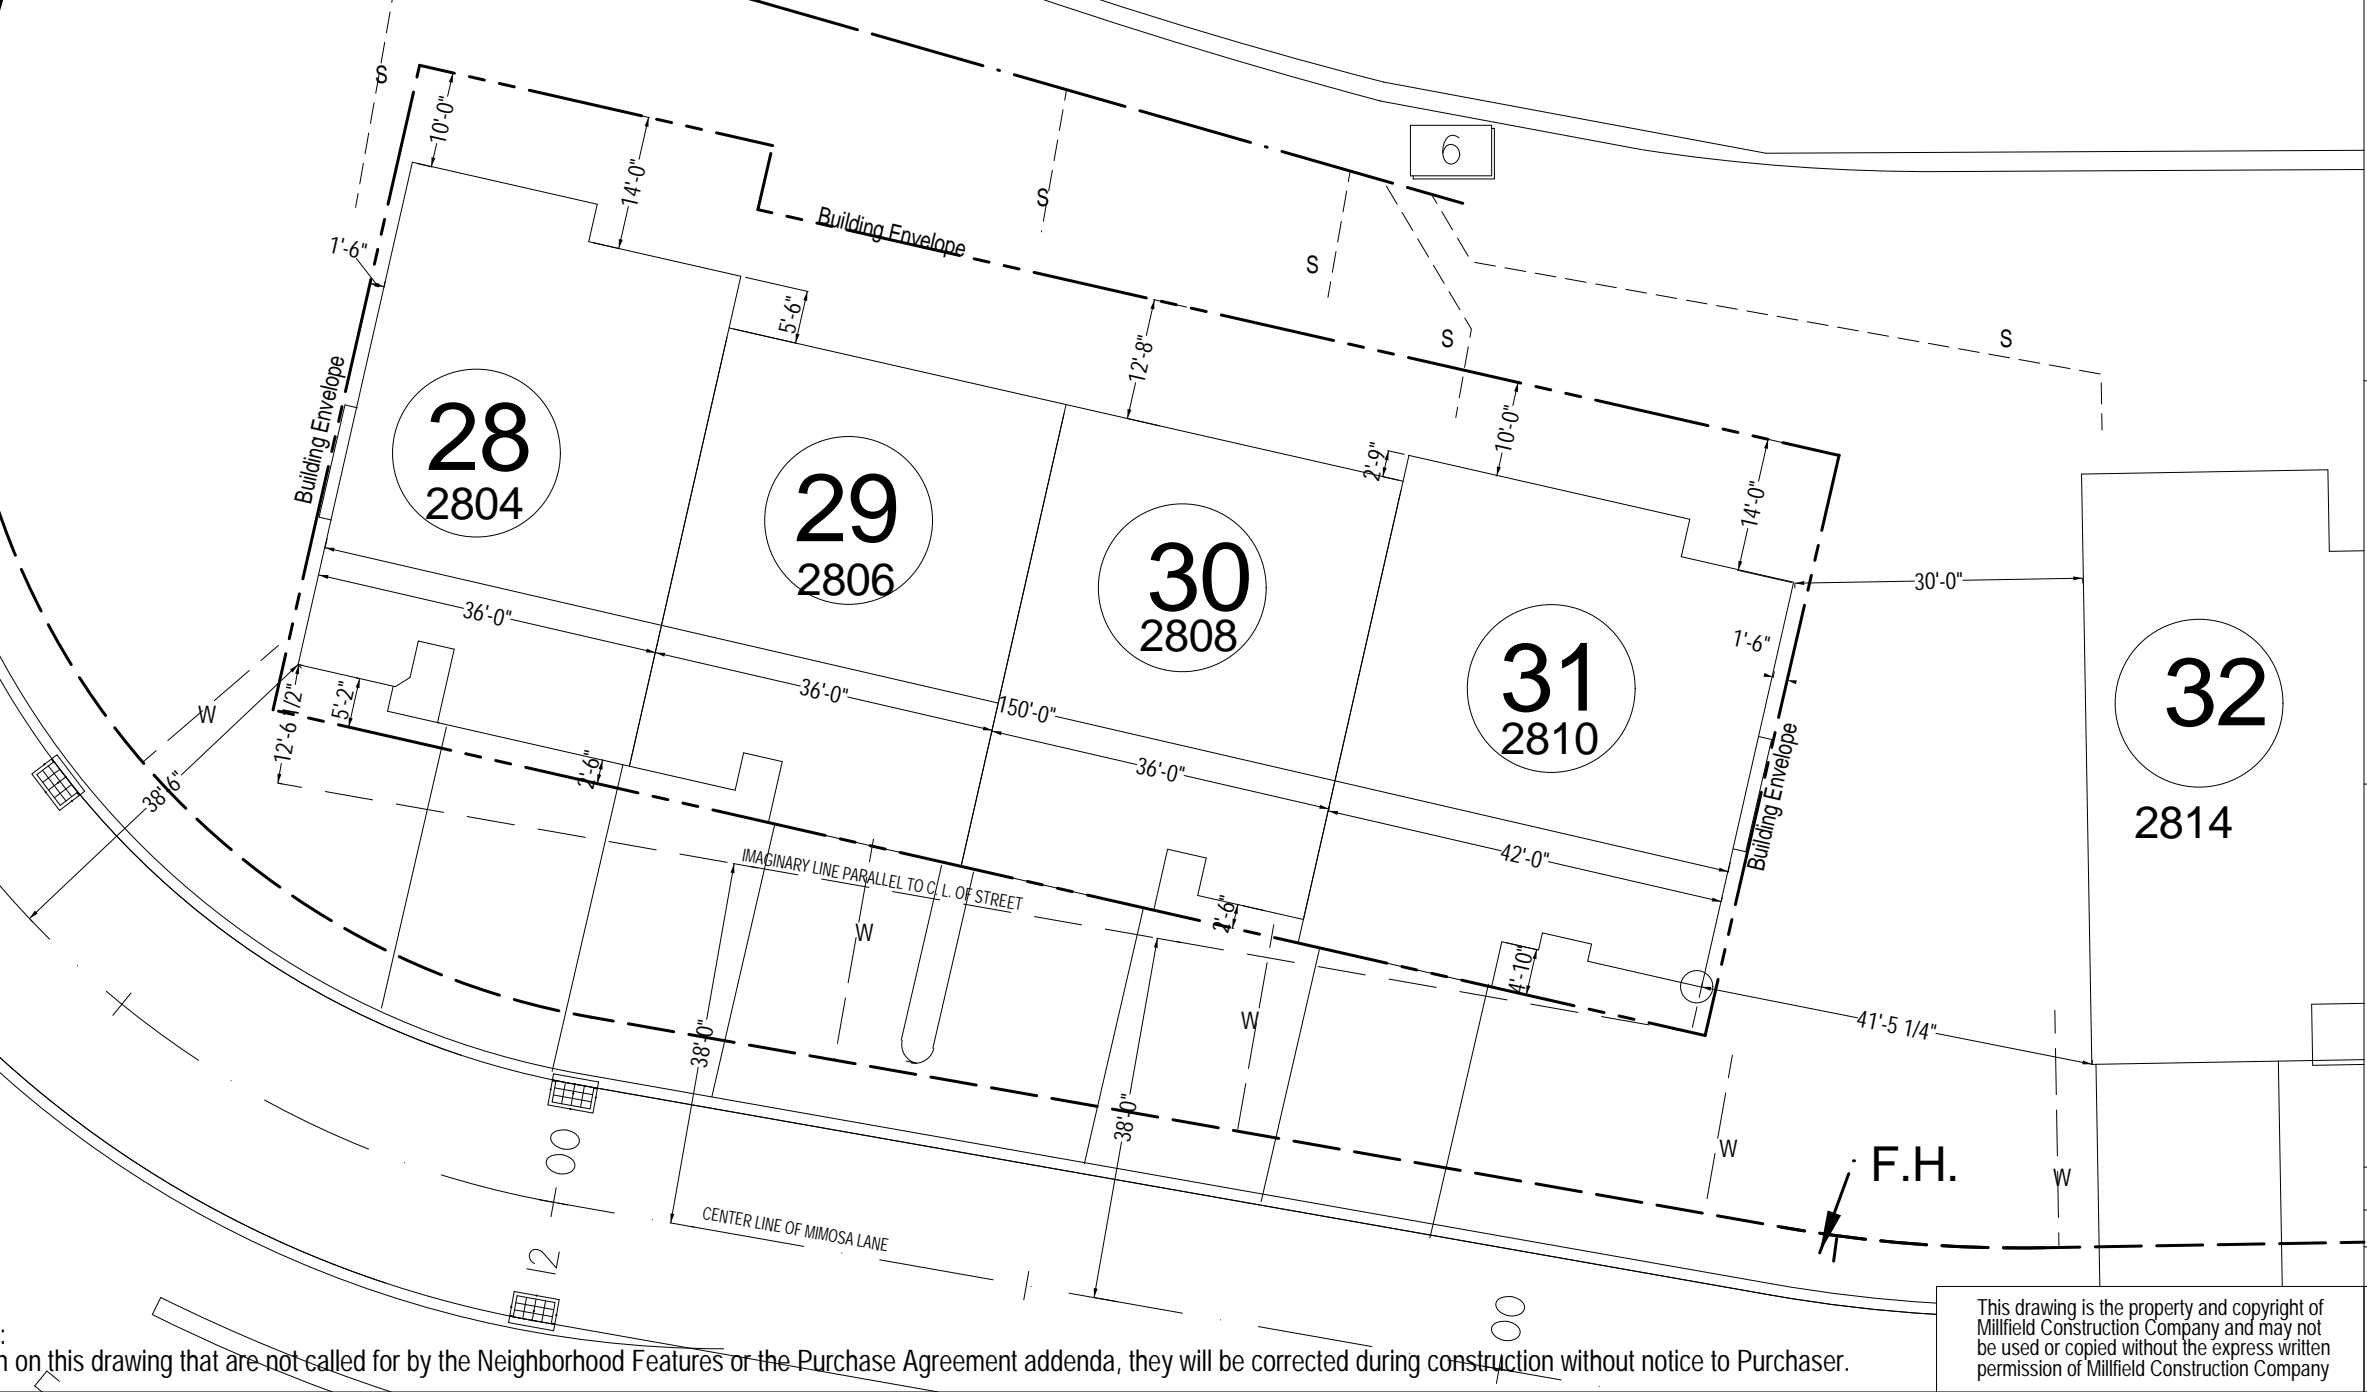 S
10'-0"
14'-0"
S
6
Building Envelope
1'-6"
S
5'-6"
12'-8"
S
S
Building Envelope
28
2804
29
2806
30
2808
2'-9"
10'-0"
14'-0"
31
2810
30'-0"
32
2814
1'-6"
36'-0"
36'-0"
150'-0"
36'-0"
42'-0"
Building Envelope
W
12'-6 1/2"
5'-2"
38'-6"
2'-6"
IMAGINARY LINE PARALLEL TO C. L. OF STREET
W
2'-6"
4'-10"
W
41'-5 1/4"
38'-0"
38'-0"
W
W
F.H.
00
12
CENTER LINE OF MIMOSA LANE
00
:
n on this drawing that are not called for by the Neighborhood Features or the Purchase Agreement addenda, they will be corrected during construction without notice to Purchaser.
This drawing is the property and copyright of
Millfield Construction Company and may not
be used or copied without the express written
permission of Millfield Construction Company